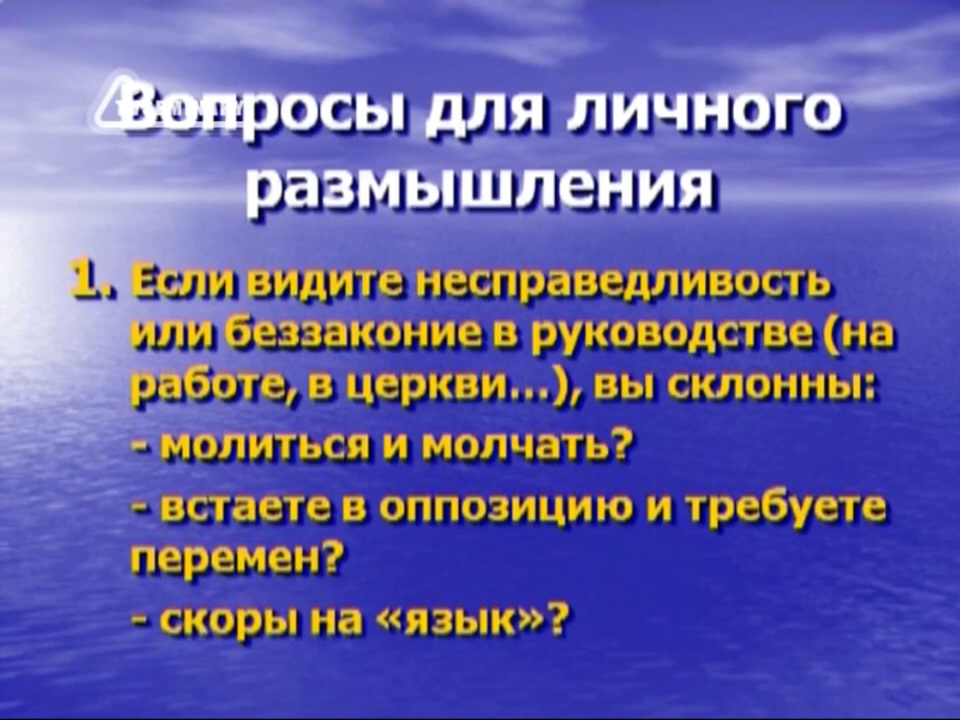 Вопросы для личного
размышления
1. Если видите несправедливость
или беззаконие в руководстве (на
работе, в церкви...), вы склонны:
- молиться и молчать?
- встаете в оппозицию и требуете
перемен?
- скоры на «язык»?